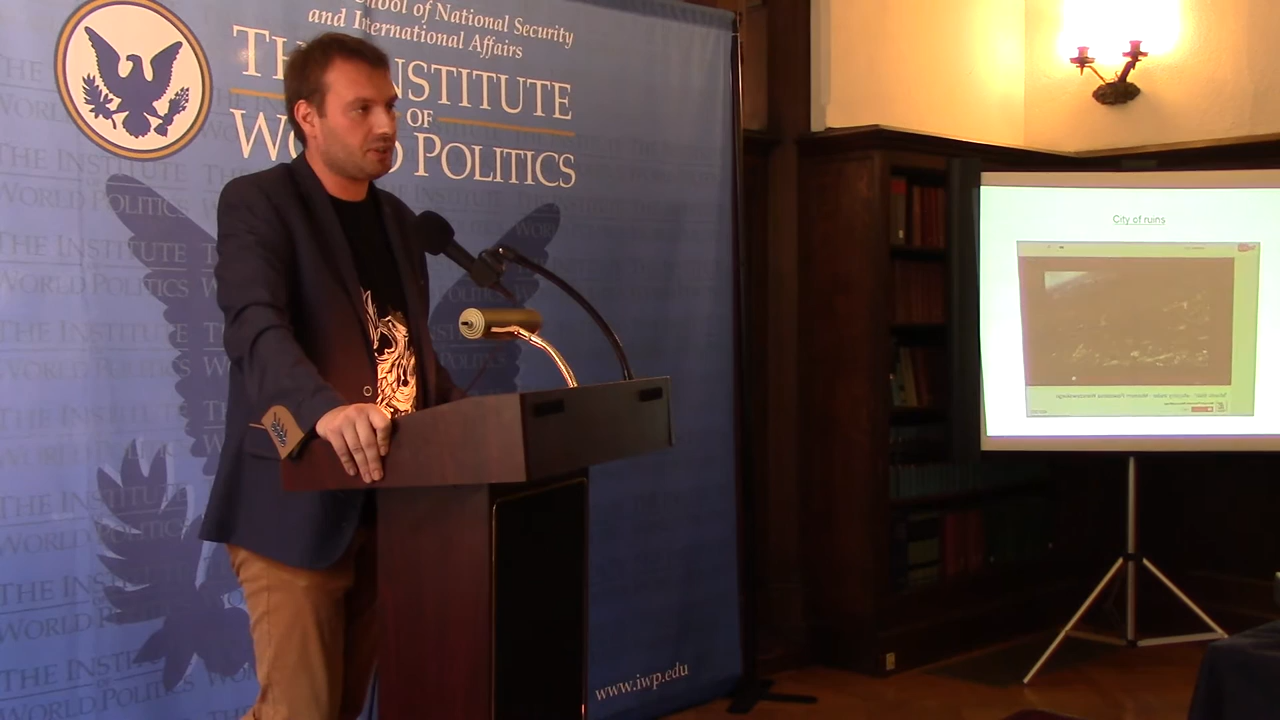 School of National Security
and International Affairs
THE INSTITUTE
OF
WORLD POLITICS
www.iwp.edu
City of ruins